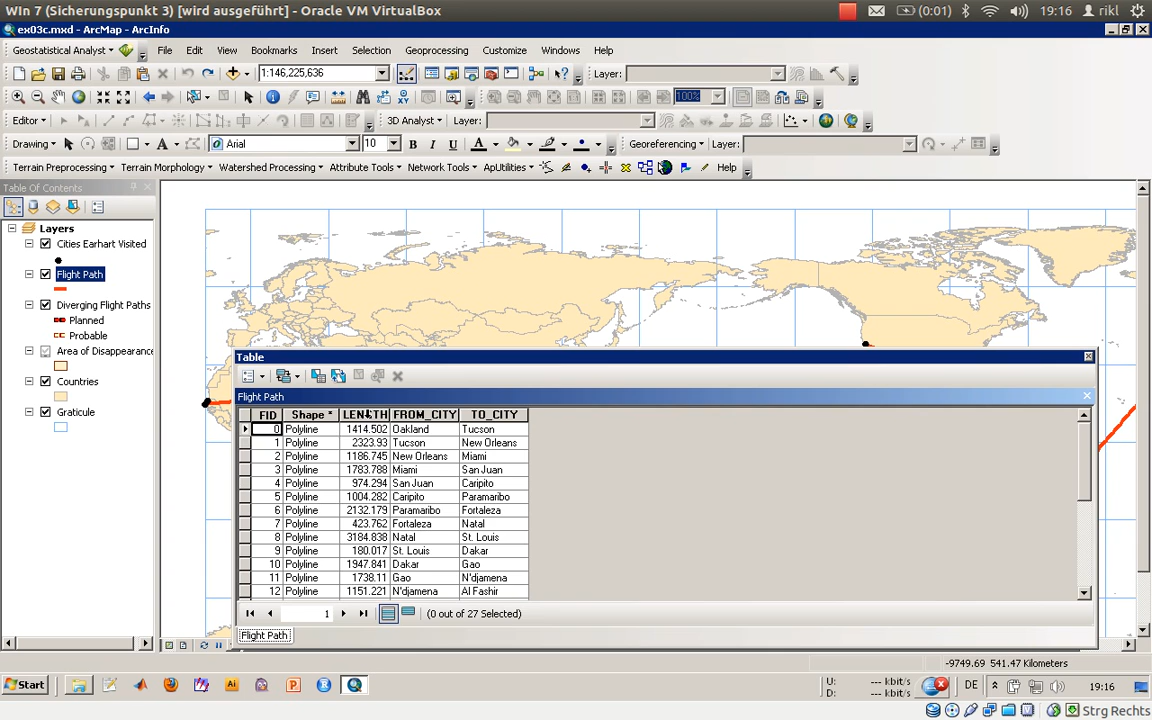 Win 7 (Sicherungspunkt 3) [wird ausgeführt] - Oracle VM VirtualBox
(0:01) 19:16 rikl
ex03c.mxd - ArcMap - ArcInfo
Geostatistical Analyst File Edit View Bookmarks Insert Selection Geoprocessing Customize Windows Help
1:146,225,636 Layer:
100%
Editor 3D Analyst Layer:
Drawing A Arial 10 B I U A Georeferencing Layer:
Terrain Preprocessing Terrain Morphology Watershed Processing Attribute Tools Network Tools ApUtilities Help
Table Of Contents
Layers
Cities Earhart Visited
Flight Path
Diverging Flight Paths
Planned
Probable
Area of Disappearance
Countries
Graticule
Table
Flight Path
FID Shape * LENGTH FROM_CITY TO_CITY
0 Polyline 1414.502 Oakland Tucson
1 Polyline 2323.93 Tucson New Orleans
2 Polyline 1186.745 New Orleans Miami
3 Polyline 1783.788 Miami San Juan
4 Polyline 974.294 San Juan Caripito
5 Polyline 1004.282 Caripito Paramaribo
6 Polyline 2132.179 Paramaribo Fortaleza
7 Polyline 423.762 Fortaleza Natal
8 Polyline 3184.838 Natal St. Louis
9 Polyline 180.017 St. Louis Dakar
10 Polyline 1947.841 Dakar Gao
11 Polyline 1738.11 Gao N'djamena
12 Polyline 1151.221 N'djamena Al Fashir
1 (0 out of 27 Selected)
Flight Path
-9749.69 541.47 Kilometers
Start Ai P R U: --- kbit/s D: --- kbit/s DE 19:16
Strg Rechts